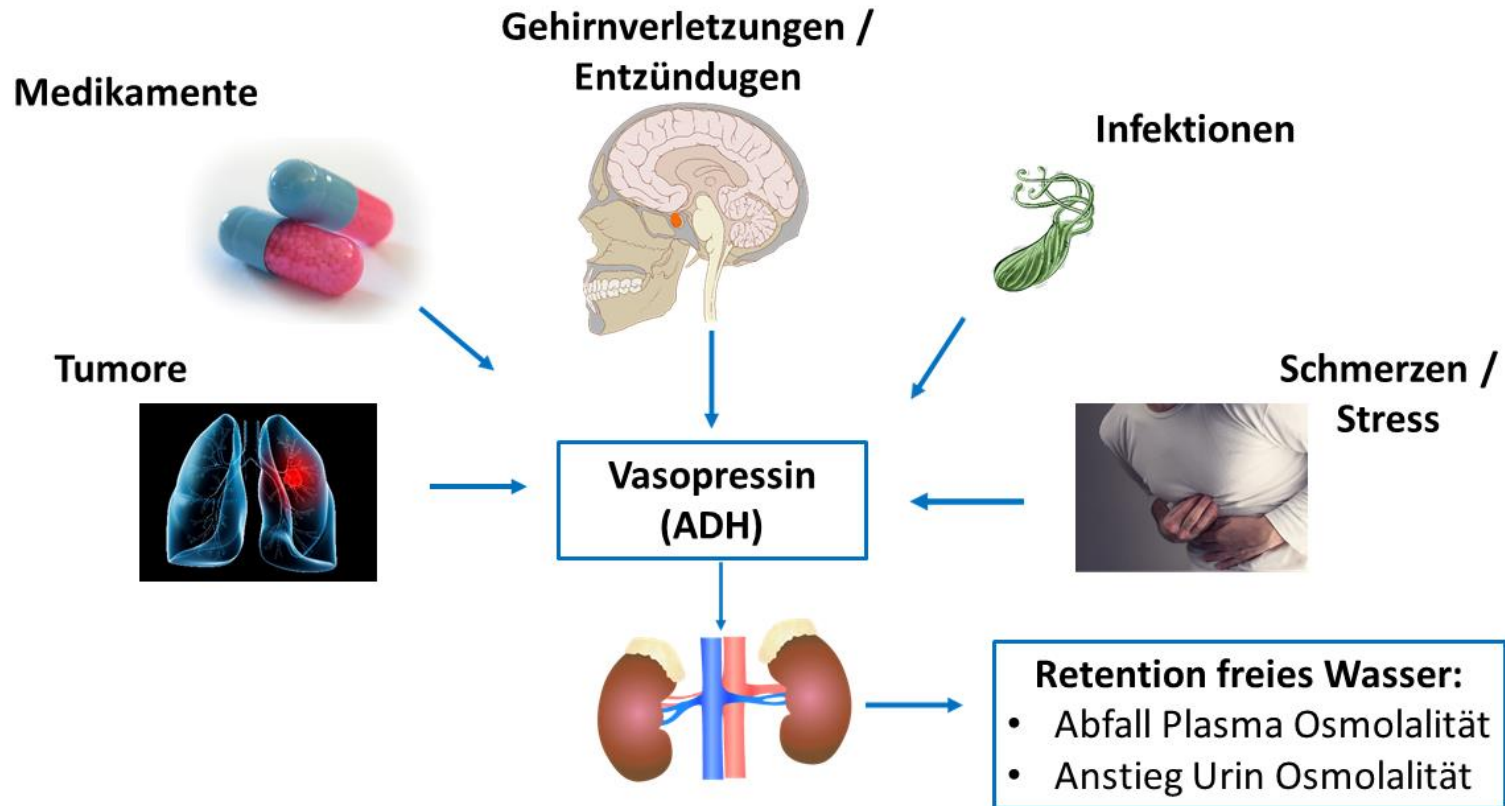 Gehirnverletzungen /
Entzündugen
Medikamente
Infektionen
Tumore
Schmerzen /
Stress
Vasopressin
(ADH)
Retention freies Wasser:
• Abfall Plasma Osmolalität
• Anstieg Urin Osmolalität